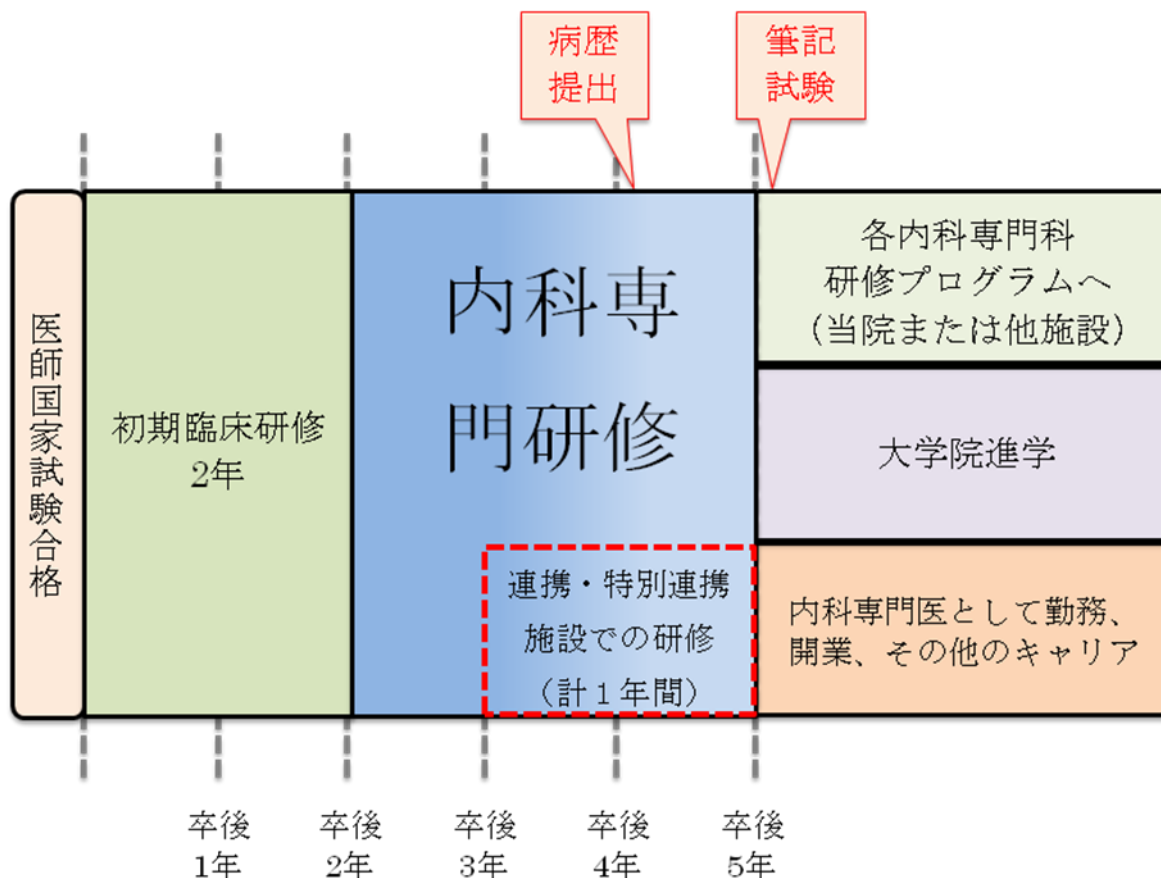 病歴
提出
筆記
試験
医師国家試験合格
初期臨床研修
2年
内科専
門研修
連携・特別連携
施設での研修
（計１年間）
各内科専門科
研修プログラムへ
（当院または他施設）
大学院進学
内科専門医として勤務、
開業、その他のキャリア
卒後
1年
卒後
2年
卒後
3年
卒後
4年
卒後
5年